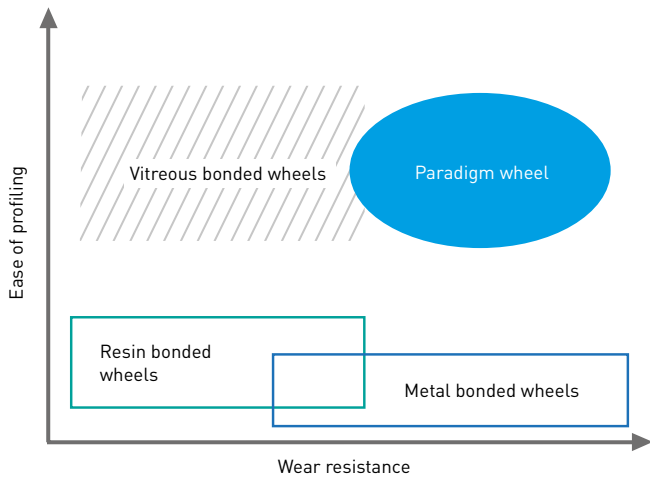 Ease of profiling
Vitreous bonded wheels
Paradigm wheel
Resin bonded
wheels
Metal bonded wheels
Wear resistance